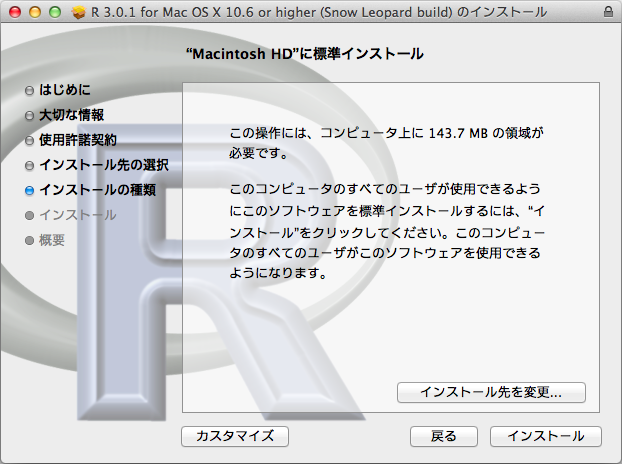 R 3.0.1 for Mac OS X 10.6 or higher (Snow Leopard build) のインストール
“Macintosh HD”に標準インストール
はじめに
大切な情報
使用許諾契約
インストール先の選択
インストールの種類
インストール
概要
この操作には、コンピュータ上に 143.7 MB の領域が
必要です。
このコンピュータのすべてのユーザが使用できるよう
にこのソフトウェアを標準インストールするには、“イ
ンストール”をクリックしてください。このコンピュー
タのすべてのユーザがこのソフトウェアを使用できる
ようになります。
インストール先を変更...
カスタマイズ
戻る
インストール
R